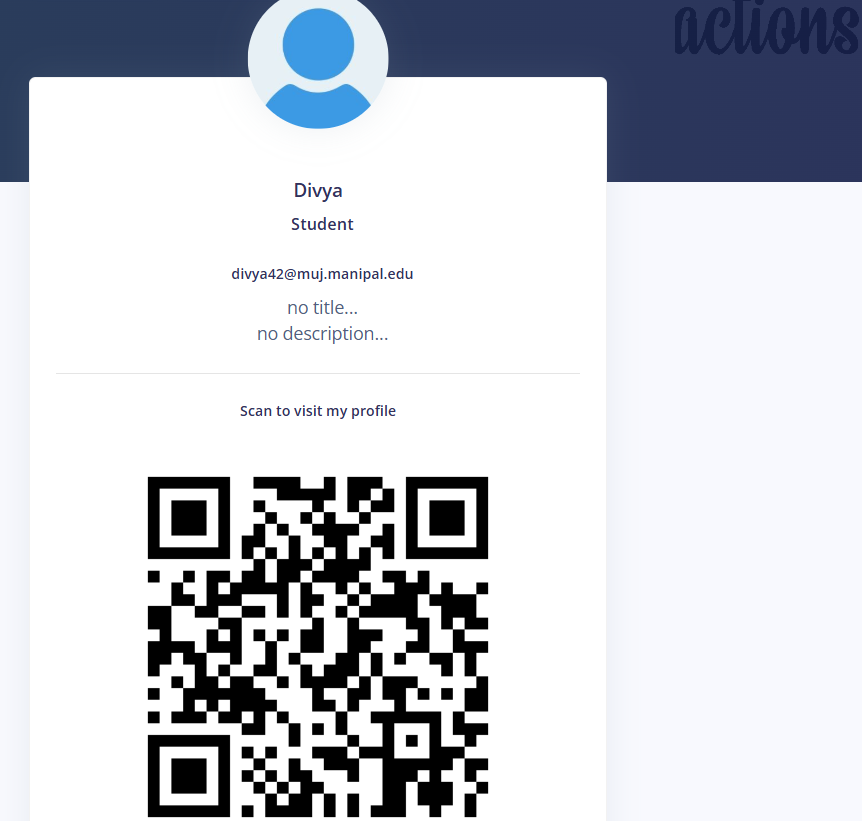 actions
Divya
Student
divya42@muj.manipal.edu
no title...
no description...
Scan to visit my profile